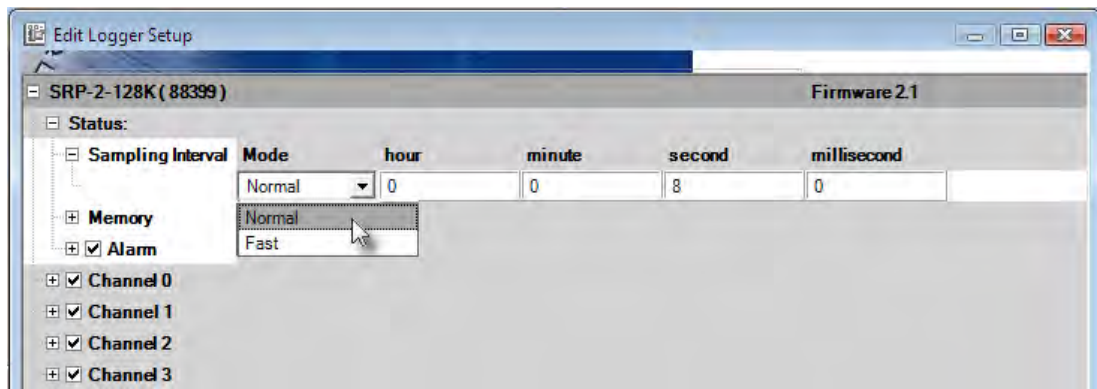 Edit Logger Setup
SRP-2-128K ( 88399 ) Firmware 2.1
Status:
Sampling Interval Mode hour minute second millisecond
Normal 0 0 8 0
Memory Normal
Alarm Fast
Channel 0
Channel 1
Channel 2
Channel 3